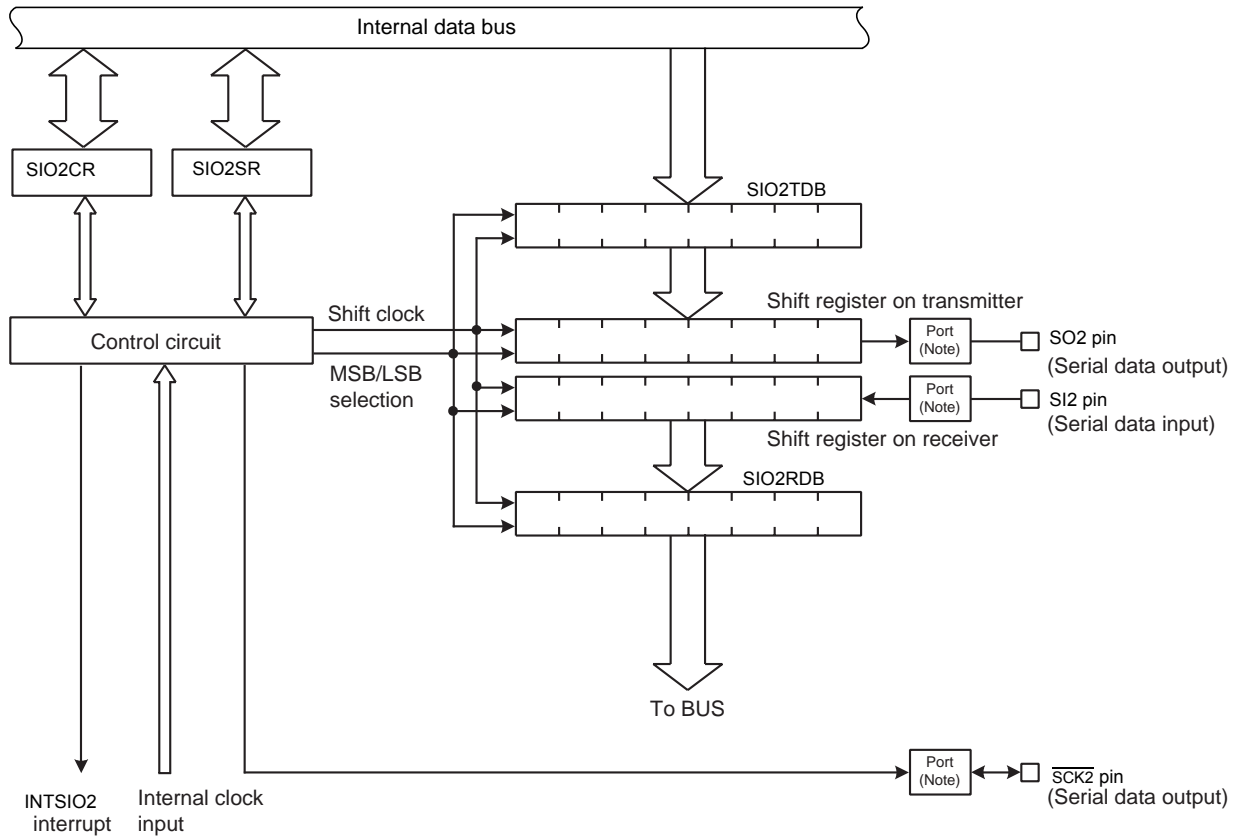 Internal data bus
SIO2CR
SIO2SR
SIO2TDB
Shift register on transmitter
Shift clock
Control circuit
MSB/LSB
selection
Port
(Note)
SO2 pin
(Serial data output)
Port
(Note)
SI2 pin
(Serial data input)
Shift register on receiver
SIO2RDB
To BUS
Port
(Note)
SCK2 pin
(Serial data output)
INTSIO2
interrupt
Internal clock
input